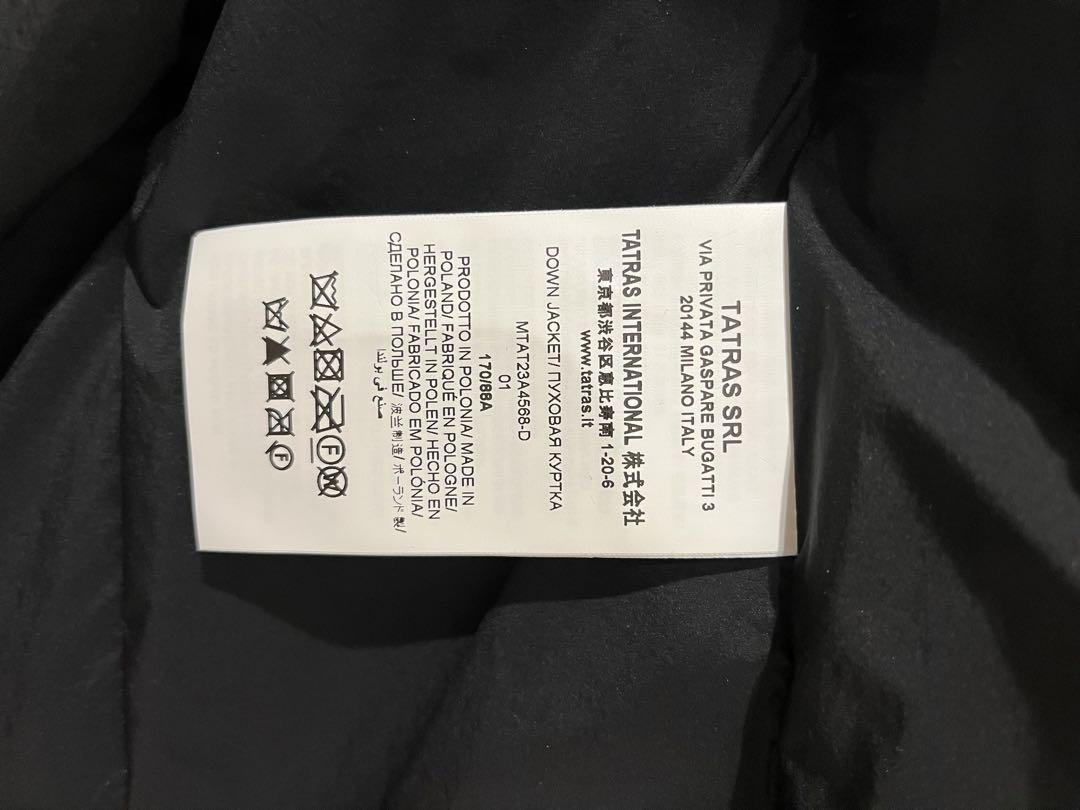 TATRAS SRL
VIA PRIVATA GASPARE BUGATTI 3
20144 MILANO ITALY
TATRAS INTERNATIONAL 株式会社
東京都渋谷区恵比寿南 1-20-6
www.tatras.it
DOWN JACKET/ ПУХОВАЯ КУРТКА
MTAT23A4568-D
01
170/88A
PRODOTTO IN POLONIA/ MADE IN
POLAND/ FABRIQUÉ EN POLOGNE/
HERGESTELLT IN POLEN/ HECHO EN
POLONIA/ FABRICADO EM POLÓNIA/
СДЕЛАНО В ПОЛЬШЕ/ 波兰制造/ ポーランド製/
صنع في بولندا
F W
F